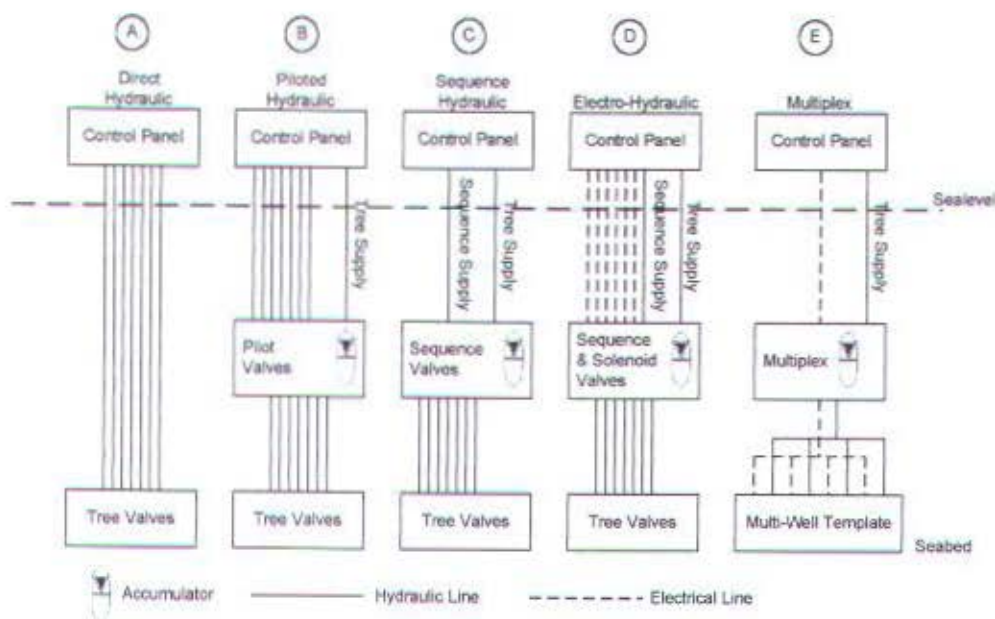 A
B
C
D
E
Direct
Hydraulic
Piloted
Hydraulic
Sequence
Hydraulic
Electro-Hydraulic
Multiplex
Control Panel
Control Panel
Control Panel
Control Panel
Control Panel
Sealevel
Tree Supply
Sequence Supply
Tree Supply
Sequence Supply
Tree Supply
Tree Supply
Pilot
Valves
Sequence
Valves
Sequence
& Solenoid
Valves
Multiplex
Tree Valves
Tree Valves
Tree Valves
Tree Valves
Multi-Well Template
Seabed
Accumulator
Hydraulic Line
Electrical Line